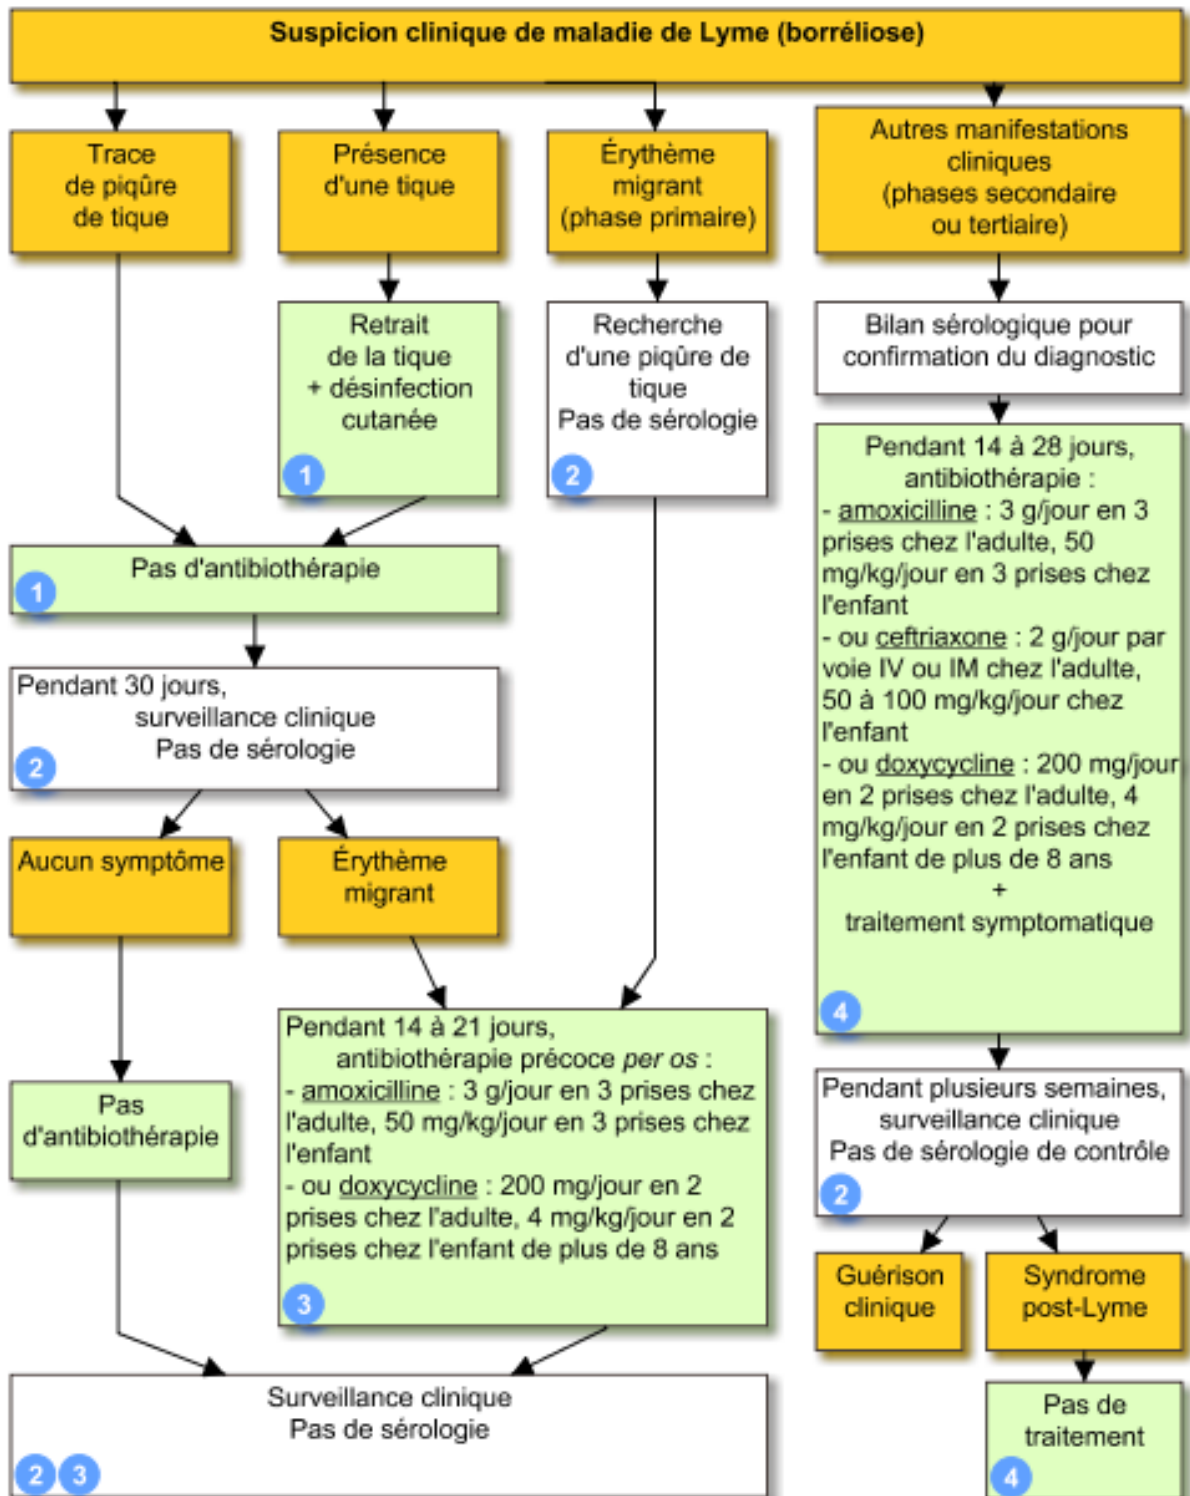 Suspicion clinique de maladie de Lyme (borréliose)
Trace
de piqûre
de tique
Présence
d'une tique
Érythème
migrant
(phase primaire)
Autres manifestations
cliniques
(phases secondaire
ou tertiaire)
Retrait
de la tique
+ désinfection
cutanée
1
Recherche
d'une piqûre de
tique
Pas de sérologie
2
Bilan sérologique pour
confirmation du diagnostic
Pas d'antibiothérapie
1
Pendant 30 jours,
surveillance clinique
Pas de sérologie
2
Aucun symptôme
Érythème
migrant
Pas
d'antibiothérapie
Pendant 14 à 21 jours,
antibiothérapie précoce per os :
- amoxicilline : 3 g/jour en 3 prises chez
l'adulte, 50 mg/kg/jour en 3 prises chez
l'enfant
- ou doxycycline : 200 mg/jour en 2
prises chez l'adulte, 4 mg/kg/jour en 2
prises chez l'enfant de plus de 8 ans
3
Surveillance clinique
Pas de sérologie
2 3
Pendant 14 à 28 jours,
antibiothérapie :
- amoxicilline : 3 g/jour en 3
prises chez l'adulte, 50
mg/kg/jour en 3 prises chez
l'enfant
- ou ceftriaxone : 2 g/jour par
voie IV ou IM chez l'adulte,
50 à 100 mg/kg/jour chez
l'enfant
- ou doxycycline : 200 mg/jour
en 2 prises chez l'adulte, 4
mg/kg/jour en 2 prises chez
l'enfant de plus de 8 ans
+
traitement symptomatique
4
Pendant plusieurs semaines,
surveillance clinique
Pas de sérologie de contrôle
2
Guérison
clinique
Syndrome
post-Lyme
Pas de
traitement
4